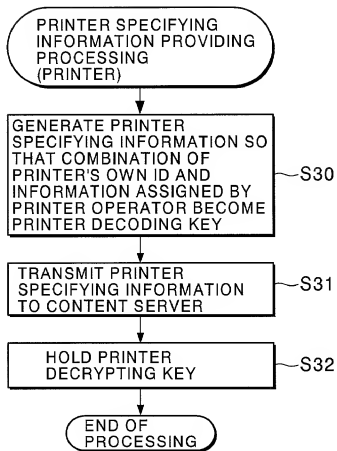 PRINTER SPECIFYING
INFORMATION PROVIDING
PROCESSING
(PRINTER)
GENERATE PRINTER
SPECIFYING INFORMATION SO
THAT COMBINATION OF
PRINTER'S OWN ID AND
INFORMATION ASSIGNED BY
PRINTER OPERATOR BECOME
PRINTER DECODING KEY
S30
TRANSMIT PRINTER
SPECIFYING INFORMATION
TO CONTENT SERVER
S31
HOLD PRINTER
DECRYPTING KEY
S32
END OF
PROCESSING